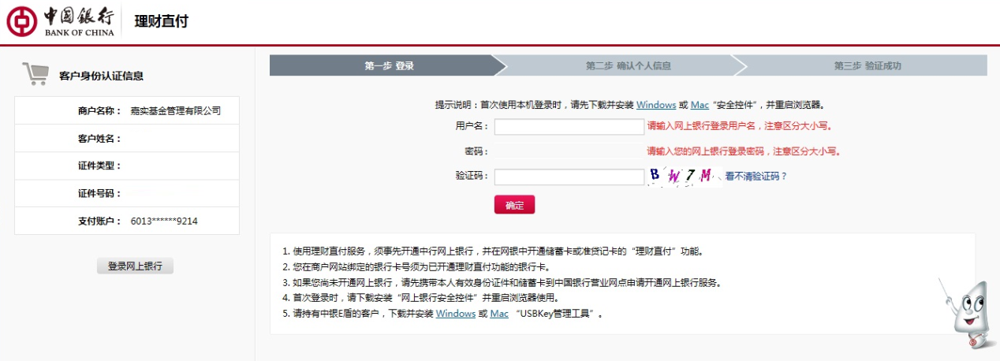 中国银行 理财直付
BANK OF CHINA
客户身份认证信息
商户名称： 嘉实基金管理有限公司
客户姓名：
证件类型：
证件号码：
支付账户： 6013******9214
登录网上银行
第一步 登录 第二步 确认个人信息 第三步 验证成功
提示说明：首次使用本机登录时，请先下载并安装 Windows 或 Mac “安全控件”，并重启浏览器。
用户名： 请输入网上银行登录用户名，注意区分大小写。
密码： 请输入您的网上银行登录密码，注意区分大小写。
验证码： B W 7 M 看不清验证码？
确定
1. 使用理财直付服务，须事先开通中行网上银行，并在网银中开通储蓄卡或准贷记卡的“理财直付”功能。
2. 您在商户网站绑定的银行卡号须为已开通理财直付功能的银行卡。
3. 如果您尚未开通网上银行，请先携带本人有效身份证件和储蓄卡到中国银行营业网点申请开通网上银行服务。
4. 首次登录时，请下载安装“网上银行安全控件”并重启浏览器使用。
5. 请持有中银E盾的客户，下载并安装 Windows 或 Mac “USBKey管理工具”。